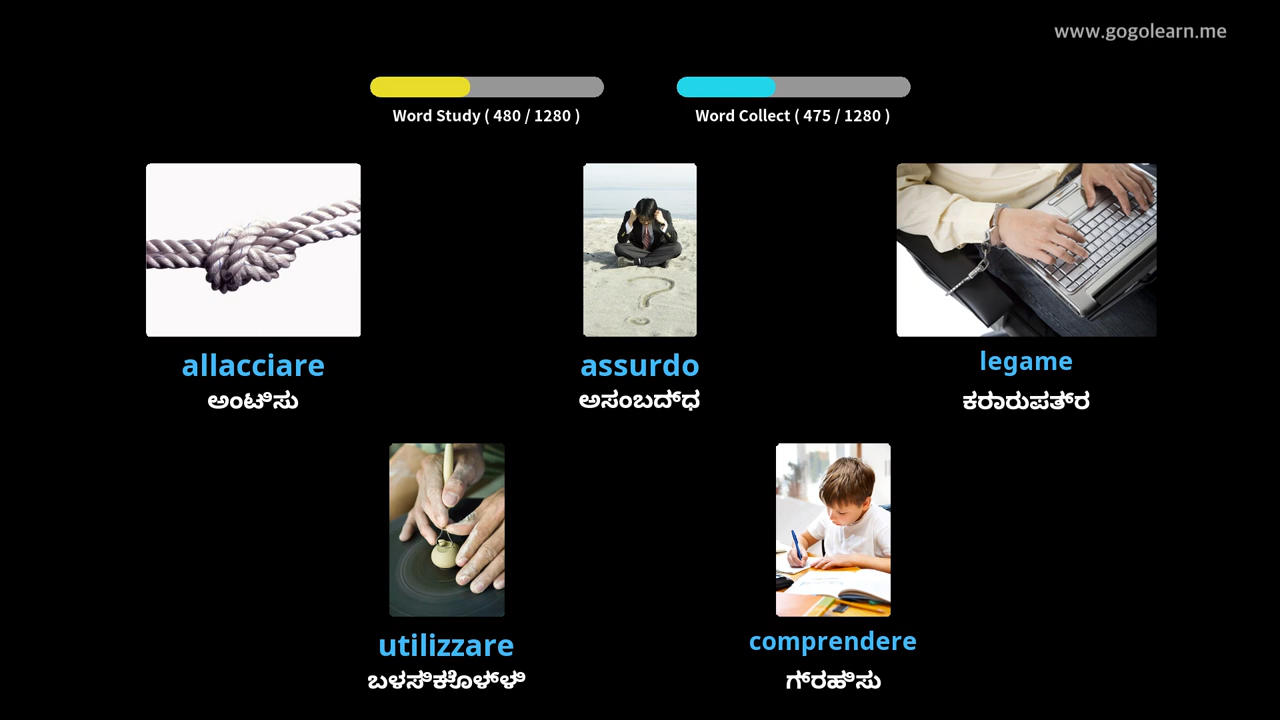 www.gogolearn.me
Word Study ( 480 / 1280 )
Word Collect ( 475 / 1280 )
allacciare
ಅಂಟಿಸು
assurdo
ಅಸಂಬದ್ಧ
legame
ಕರಾರುಪತ್ರ
utilizzare
ಬಳಸಿಕೊಳ್ಳಿ
comprendere
ಗ್ರಹಿಸು